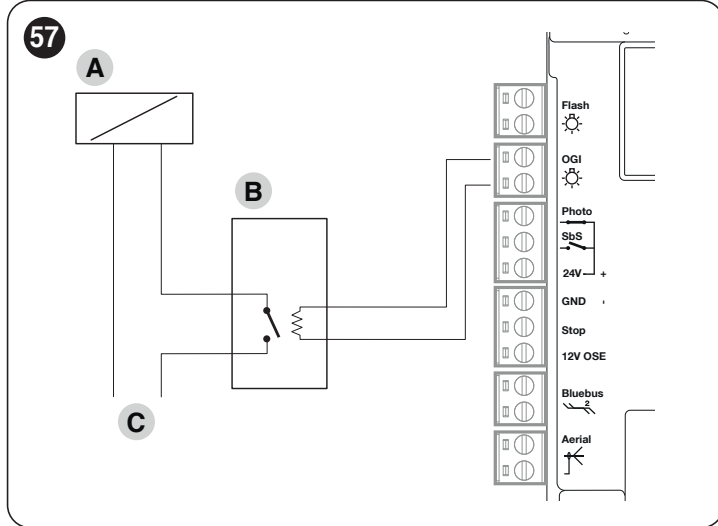 57
A
B
C
Flash
OGI
Photo
SbS
24V +
GND -
Stop
12V OSE
Bluebus
2
Aerial